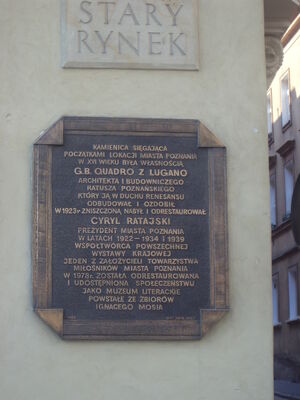 STARY
RYNEK
KAMIENICA SIĘGAJĄCA
POCZĄTKAMI LOKACJI MIASTA POZNANIA
W XVI WIEKU BYŁA WŁASNOŚCIĄ
G.B. QUADRO Z LUGANO
ARCHITEKTA I BUDOWNICZEGO
RATUSZA POZNAŃSKIEGO
KTÓRY JĄ W DUCHU RENESANSU
ODBUDOWAŁ I OZDOBIŁ
W 1923 R ZNISZCZONĄ NABYŁ I ODRESTAUROWAŁ
CYRYL RATAJSKI
PREZYDENT MIASTA POZNANIA
W LATACH 1922-1934 I 1939
WSPÓŁTWÓRCA POWSZECHNEJ
WYSTAWY KRAJOWEJ
JEDEN Z ZAŁOŻYCIELI TOWARZYSTWA
MIŁOŚNIKÓW MIASTA POZNANIA
W 1978 R. ZOSTAŁA ODRESTAUROWANA
I UDOSTĘPNIONA SPOŁECZEŃSTWU
JAKO MUZEUM LITERACKIE
POWSTAŁE ZE ZBIORÓW
IGNACEGO MOSIA